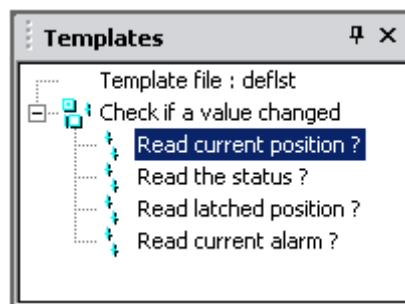 Templates
Template file : deflst
Check if a value changed
Read current position ?
Read the status ?
Read latched position ?
Read current alarm ?